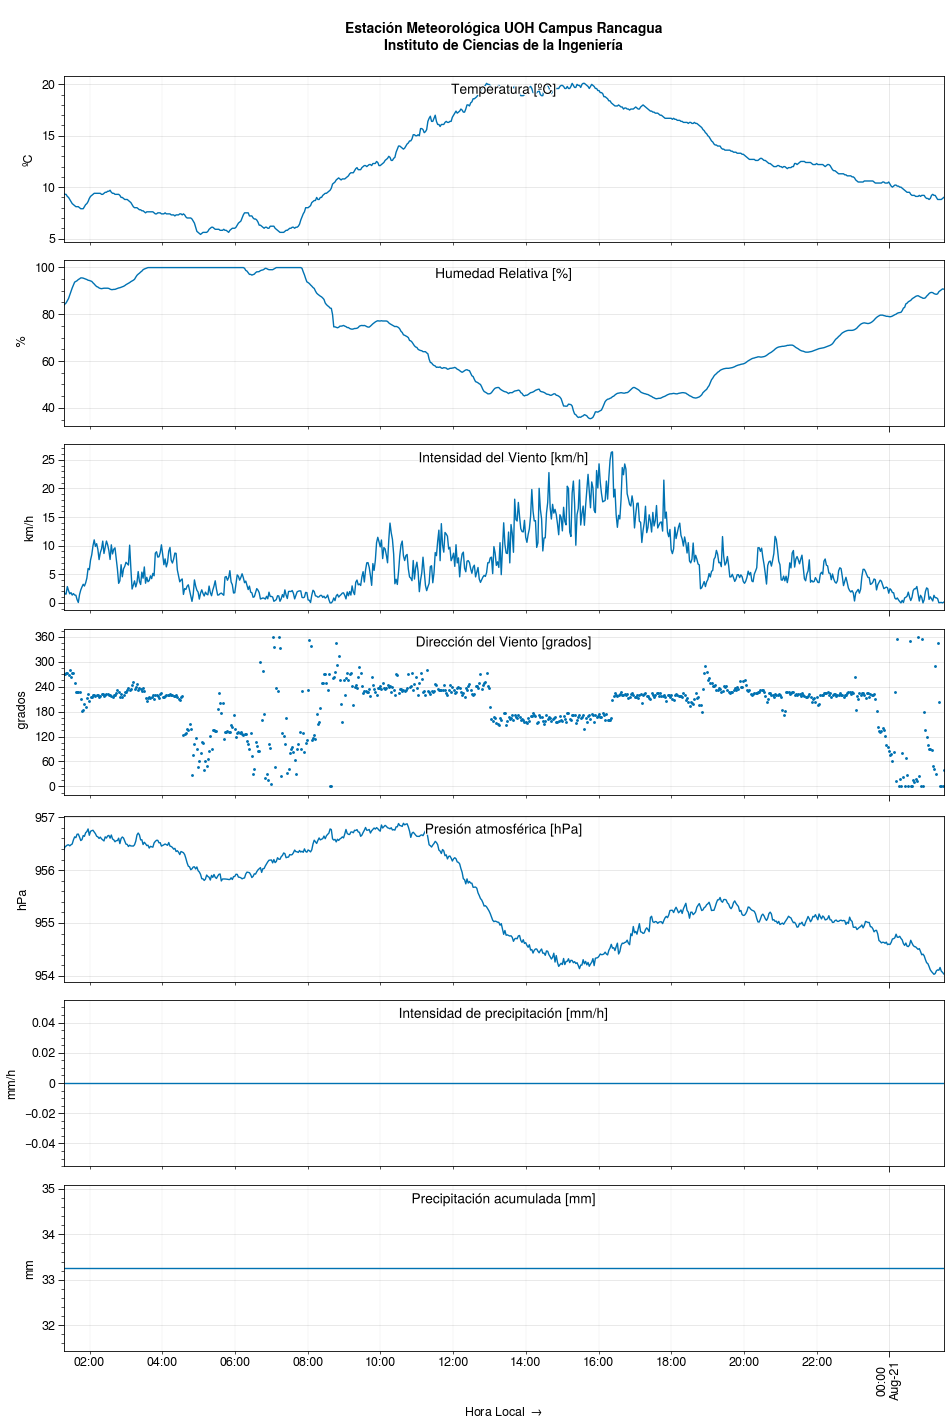 Estación Meteorológica UOH Campus Rancagua
Instituto de Ciencias de la Ingeniería
Temperatura [ºC]
20
15
10
5
ºC
Humedad Relativa [%]
100
80
60
40
%
Intensidad del Viento [km/h]
25
20
15
10
5
0
km/h
Dirección del Viento [grados]
360
300
240
180
120
60
0
grados
Presión atmosférica [hPa]
957
956
955
954
hPa
Intensidad de precipitación [mm/h]
0.04
0.02
0
−0.02
−0.04
mm/h
Precipitación acumulada [mm]
35
34
33
32
mm
02:00 04:00 06:00 08:00 10:00 12:00 14:00 16:00 18:00 20:00 22:00 00:00
Aug-21
Hora Local →